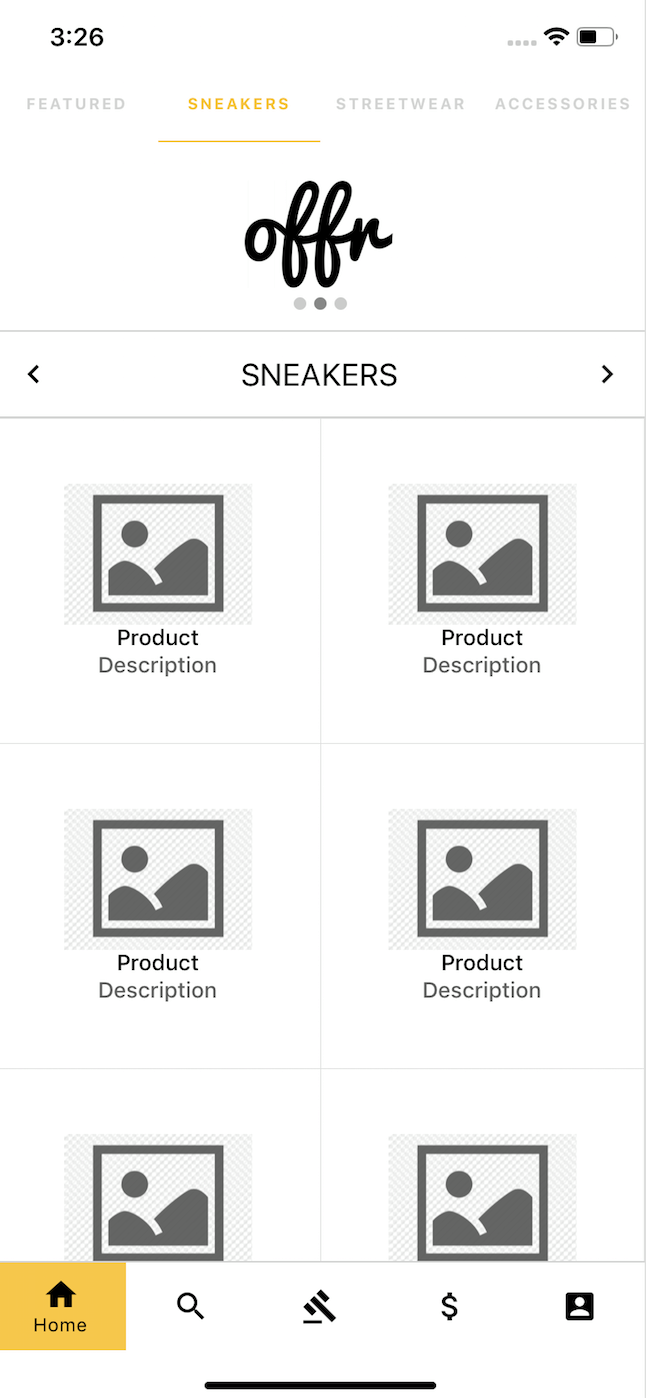 3:26
FEATURED SNEAKERS STREETWEAR ACCESSORIES
offr
SNEAKERS
Product Product
Description Description
Product Product
Description Description
Home